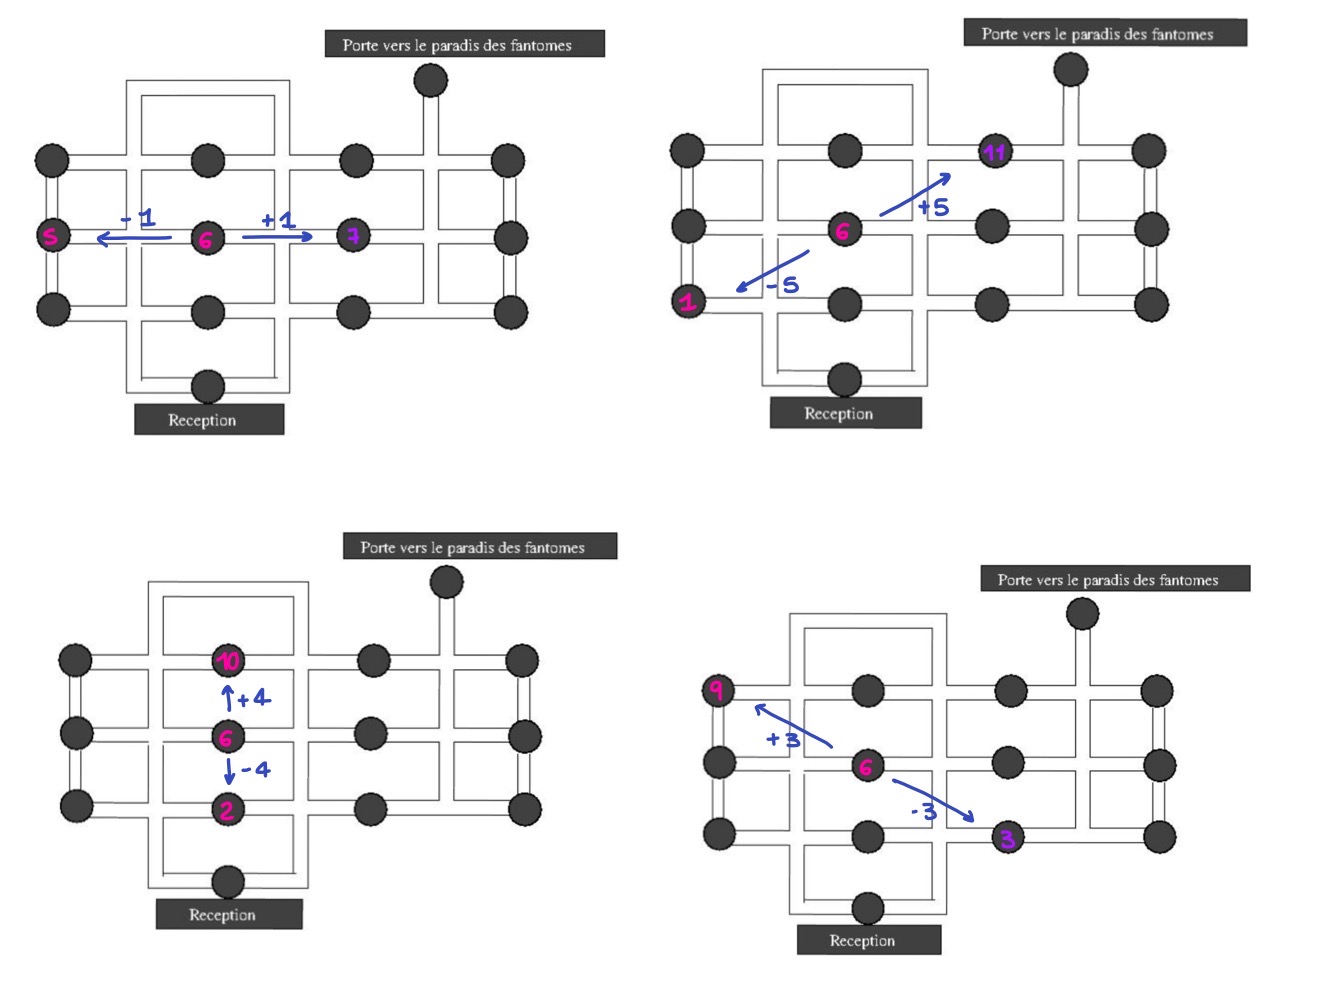 Porte vers le paradis des fantomes
-1
+1
5
6
7
Reception
Porte vers le paradis des fantomes
11
+5
6
-5
1
Reception
Porte vers le paradis des fantomes
10
+4
6
-4
2
Reception
Porte vers le paradis des fantomes
9
+3
6
-3
3
Reception